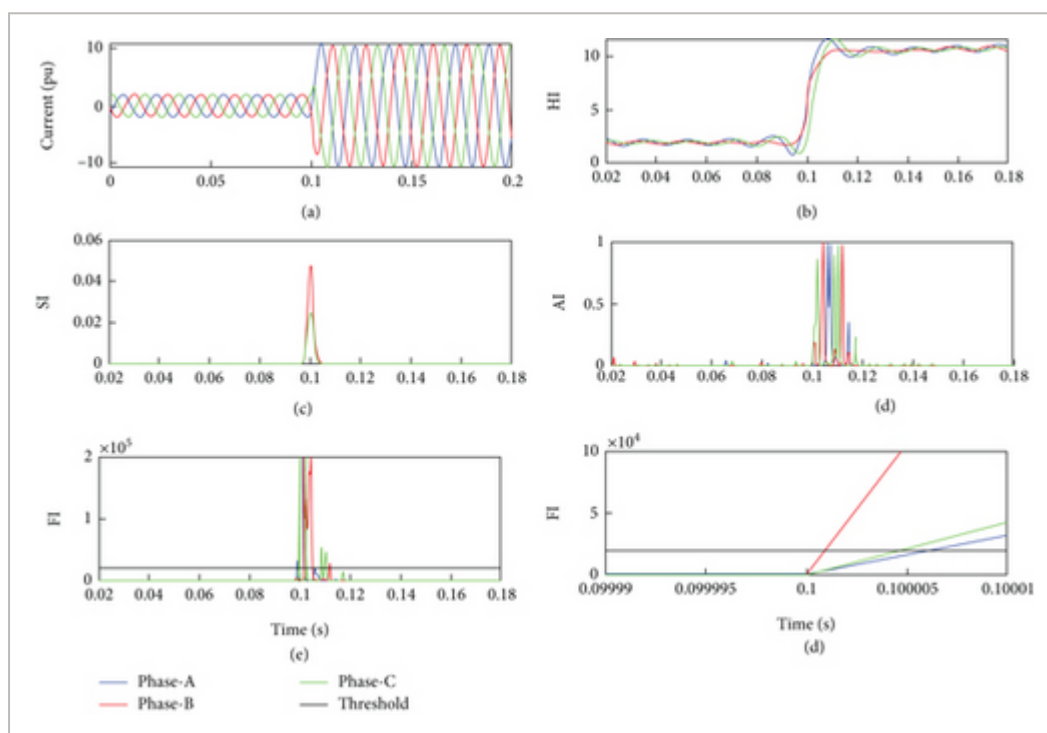 10
0
–10
Current (pu)
0 0.05 0.1 0.15 0.2
(a)
10
5
0
HI
0.02 0.04 0.06 0.08 0.1 0.12 0.14 0.16 0.18
(b)
0.06
0.04
0.02
0
SI
0.02 0.04 0.06 0.08 0.1 0.12 0.14 0.16 0.18
(c)
1
0.5
0
AI
0.02 0.04 0.06 0.08 0.1 0.12 0.14 0.16 0.18
(d)
×10⁵
2
1
0
FI
0.02 0.04 0.06 0.08 0.1 0.12 0.14 0.16 0.18
Time (s)
(e)
×10⁴
10
5
0
FI
0.09999 0.099995 0.1 0.100005 0.10001
Time (s)
(d)
Phase-A
Phase-B
Phase-C
Threshold